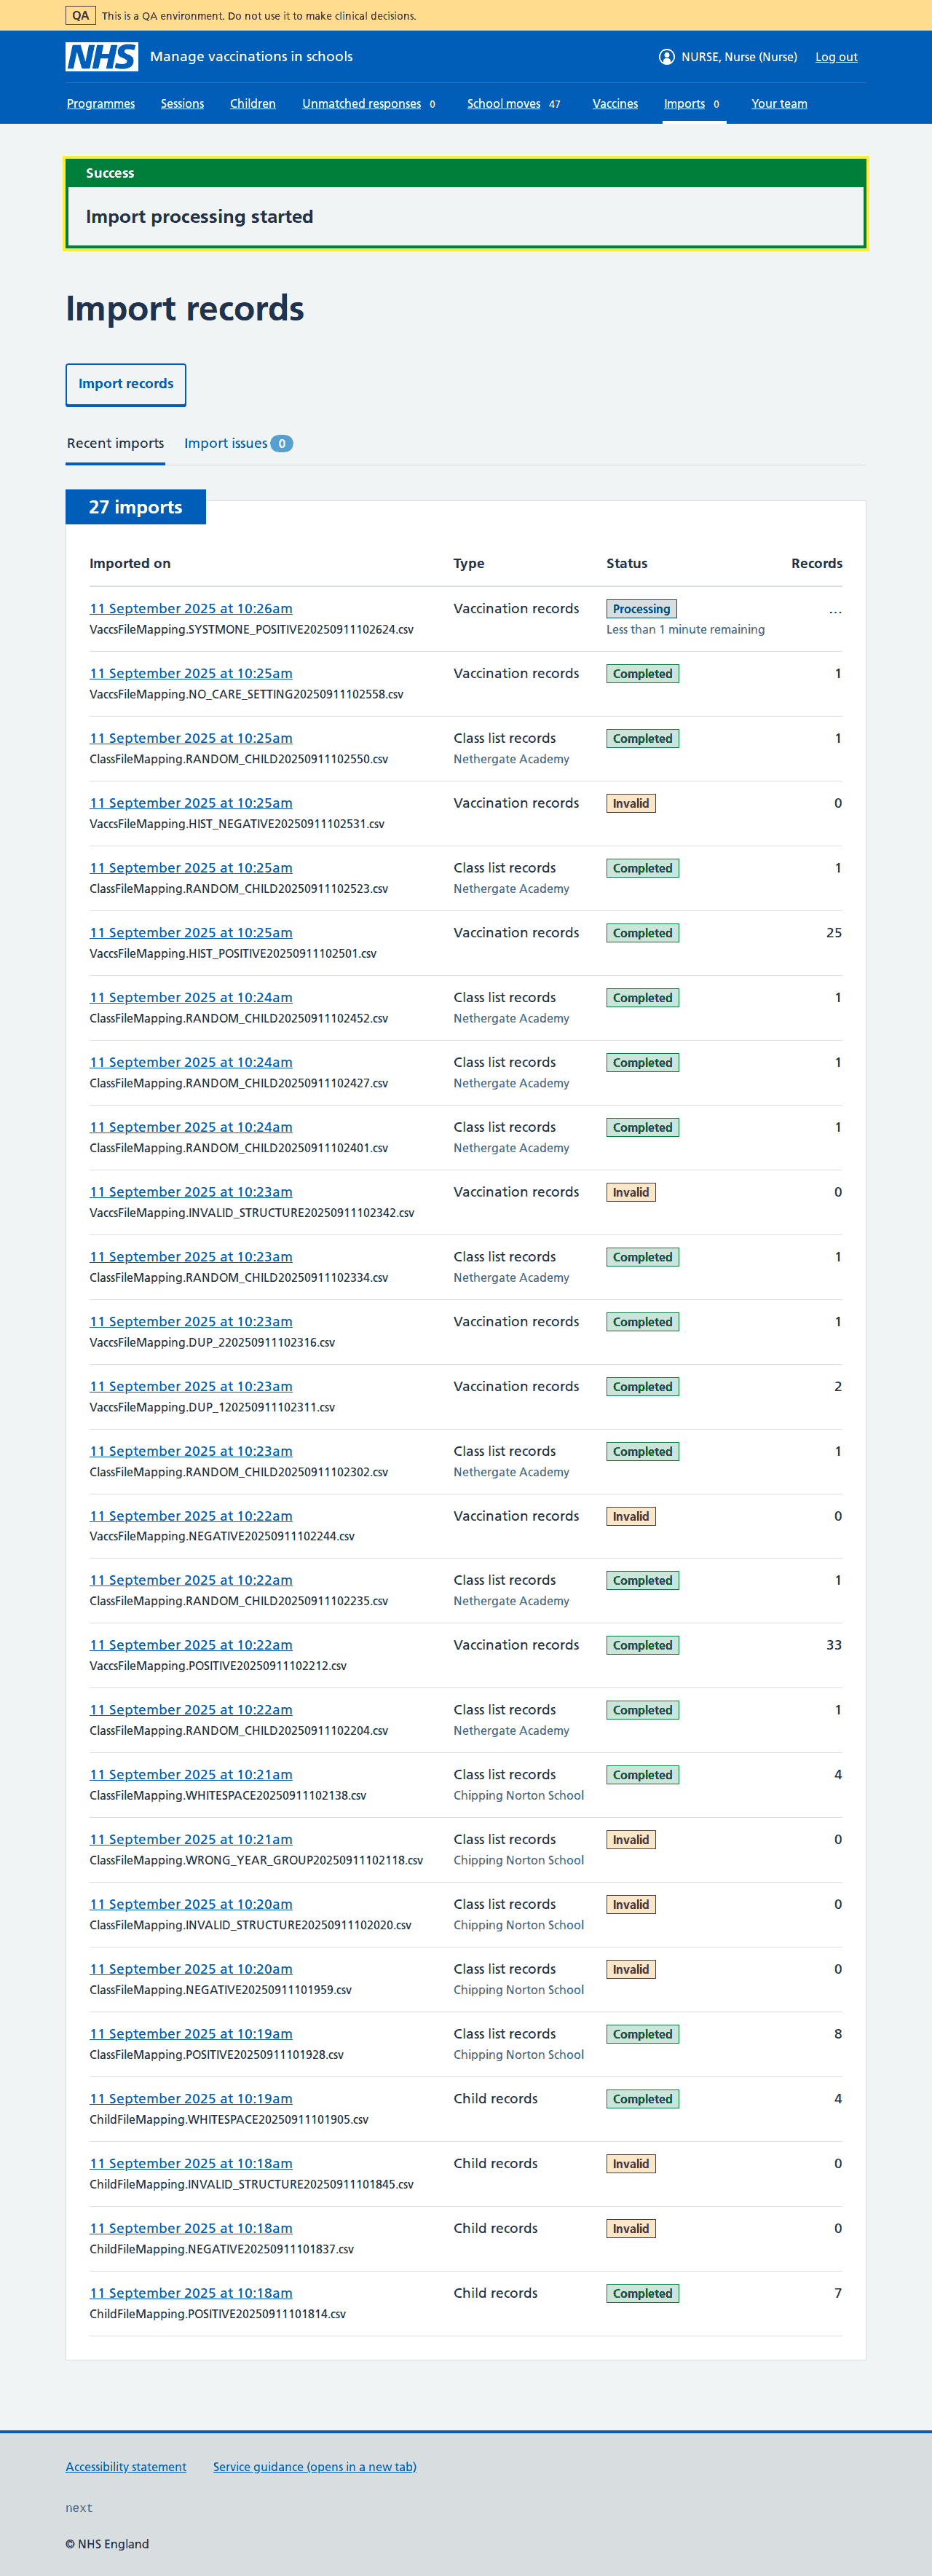 QA This is a QA environment. Do not use it to make clinical decisions.
NHS Manage vaccinations in schools NURSE, Nurse (Nurse) Log out
Programmes Sessions Children Unmatched responses 0 School moves 47 Vaccines Imports 0 Your team
Success
Import processing started
Import records
Import records
Recent imports Import issues 0
27 imports
Imported on Type Status Records
11 September 2025 at 10:26am Vaccination records Processing ...
VaccsFileMapping.SYSTMONE_POSITIVE20250911102624.csv Less than 1 minute remaining
11 September 2025 at 10:25am Vaccination records Completed 1
VaccsFileMapping.NO_CARE_SETTING20250911102558.csv
11 September 2025 at 10:25am Class list records Completed 1
ClassFileMapping.RANDOM_CHILD20250911102550.csv Nethergate Academy
11 September 2025 at 10:25am Vaccination records Invalid 0
VaccsFileMapping.HIST_NEGATIVE20250911102531.csv
11 September 2025 at 10:25am Class list records Completed 1
ClassFileMapping.RANDOM_CHILD20250911102523.csv Nethergate Academy
11 September 2025 at 10:25am Vaccination records Completed 25
VaccsFileMapping.HIST_POSITIVE20250911102501.csv
11 September 2025 at 10:24am Class list records Completed 1
ClassFileMapping.RANDOM_CHILD20250911102452.csv Nethergate Academy
11 September 2025 at 10:24am Class list records Completed 1
ClassFileMapping.RANDOM_CHILD20250911102427.csv Nethergate Academy
11 September 2025 at 10:24am Class list records Completed 1
ClassFileMapping.RANDOM_CHILD20250911102401.csv Nethergate Academy
11 September 2025 at 10:23am Vaccination records Invalid 0
VaccsFileMapping.INVALID_STRUCTURE20250911102342.csv
11 September 2025 at 10:23am Class list records Completed 1
ClassFileMapping.RANDOM_CHILD20250911102334.csv Nethergate Academy
11 September 2025 at 10:23am Vaccination records Completed 1
VaccsFileMapping.DUP_220250911102316.csv
11 September 2025 at 10:23am Vaccination records Completed 2
VaccsFileMapping.DUP_120250911102311.csv
11 September 2025 at 10:23am Class list records Completed 1
ClassFileMapping.RANDOM_CHILD20250911102302.csv Nethergate Academy
11 September 2025 at 10:22am Vaccination records Invalid 0
VaccsFileMapping.NEGATIVE20250911102244.csv
11 September 2025 at 10:22am Class list records Completed 1
ClassFileMapping.RANDOM_CHILD20250911102235.csv Nethergate Academy
11 September 2025 at 10:22am Vaccination records Completed 33
VaccsFileMapping.POSITIVE20250911102212.csv
11 September 2025 at 10:22am Class list records Completed 1
ClassFileMapping.RANDOM_CHILD20250911102204.csv Nethergate Academy
11 September 2025 at 10:21am Class list records Completed 4
ClassFileMapping.WHITESPACE20250911102138.csv Chipping Norton School
11 September 2025 at 10:21am Class list records Invalid 0
ClassFileMapping.WRONG_YEAR_GROUP20250911102118.csv Chipping Norton School
11 September 2025 at 10:20am Class list records Invalid 0
ClassFileMapping.INVALID_STRUCTURE20250911102020.csv Chipping Norton School
11 September 2025 at 10:20am Class list records Invalid 0
ClassFileMapping.NEGATIVE20250911101959.csv Chipping Norton School
11 September 2025 at 10:19am Class list records Completed 8
ClassFileMapping.POSITIVE20250911101928.csv Chipping Norton School
11 September 2025 at 10:19am Child records Completed 4
ChildFileMapping.WHITESPACE20250911101905.csv
11 September 2025 at 10:18am Child records Invalid 0
ChildFileMapping.INVALID_STRUCTURE20250911101845.csv
11 September 2025 at 10:18am Child records Invalid 0
ChildFileMapping.NEGATIVE20250911101837.csv
11 September 2025 at 10:18am Child records Completed 7
ChildFileMapping.POSITIVE20250911101814.csv
Accessibility statement Service guidance (opens in a new tab)
next
© NHS England